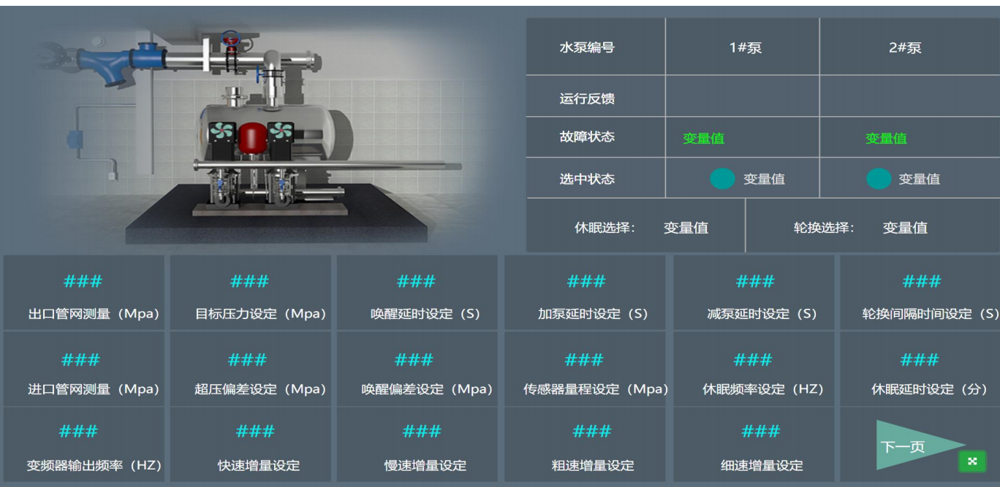 水泵编号 1#泵 2#泵
运行反馈
故障状态 变量值 变量值
选中状态 变量值 变量值
休眠选择: 变量值 轮换选择: 变量值
### ### ### ### ### ###
出口管网测量（Mpa） 目标压力设定（Mpa） 唤醒延时设定（S） 加泵延时设定（S） 减泵延时设定（S） 轮换间隔时间设定（S）
### ### ### ### ### ###
进口管网测量（Mpa） 超压偏差设定（Mpa） 唤醒偏差设定（Mpa） 传感器量程设定（Mpa） 休眠频率设定（HZ） 休眠延时设定（分）
### ### ### ### ###
变频器输出频率（HZ） 快速增量设定 慢速增量设定 粗速增量设定 细速增量设定 下一页